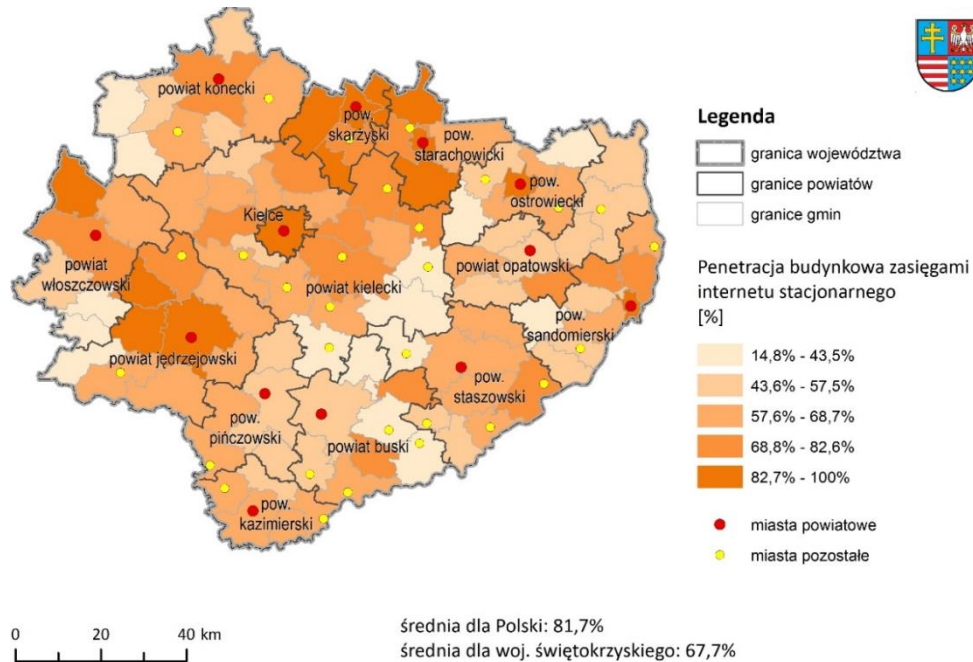 powiat konecki
pow.
skarżyski
pow.
starachowicki
pow.
ostrowiecki
Kielce
powiat
włoszczowski
powiat kielecki
powiat opatowski
pow.
sandomierski
powiat jędrzejowski
pow.
staszowski
pow.
pińczowski
powiat buski
pow.
kazimierski
Legenda
granica województwa
granice powiatów
granice gmin
Penetracja budynkowa zasięgami
internetu stacjonarnego
[%]
14,8% - 43,5%
43,6% - 57,5%
57,6% - 68,7%
68,8% - 82,6%
82,7% - 100%
miasta powiatowe
miasta pozostałe
0 20 40 km
średnia dla Polski: 81,7%
średnia dla woj. świętokrzyskiego: 67,7%